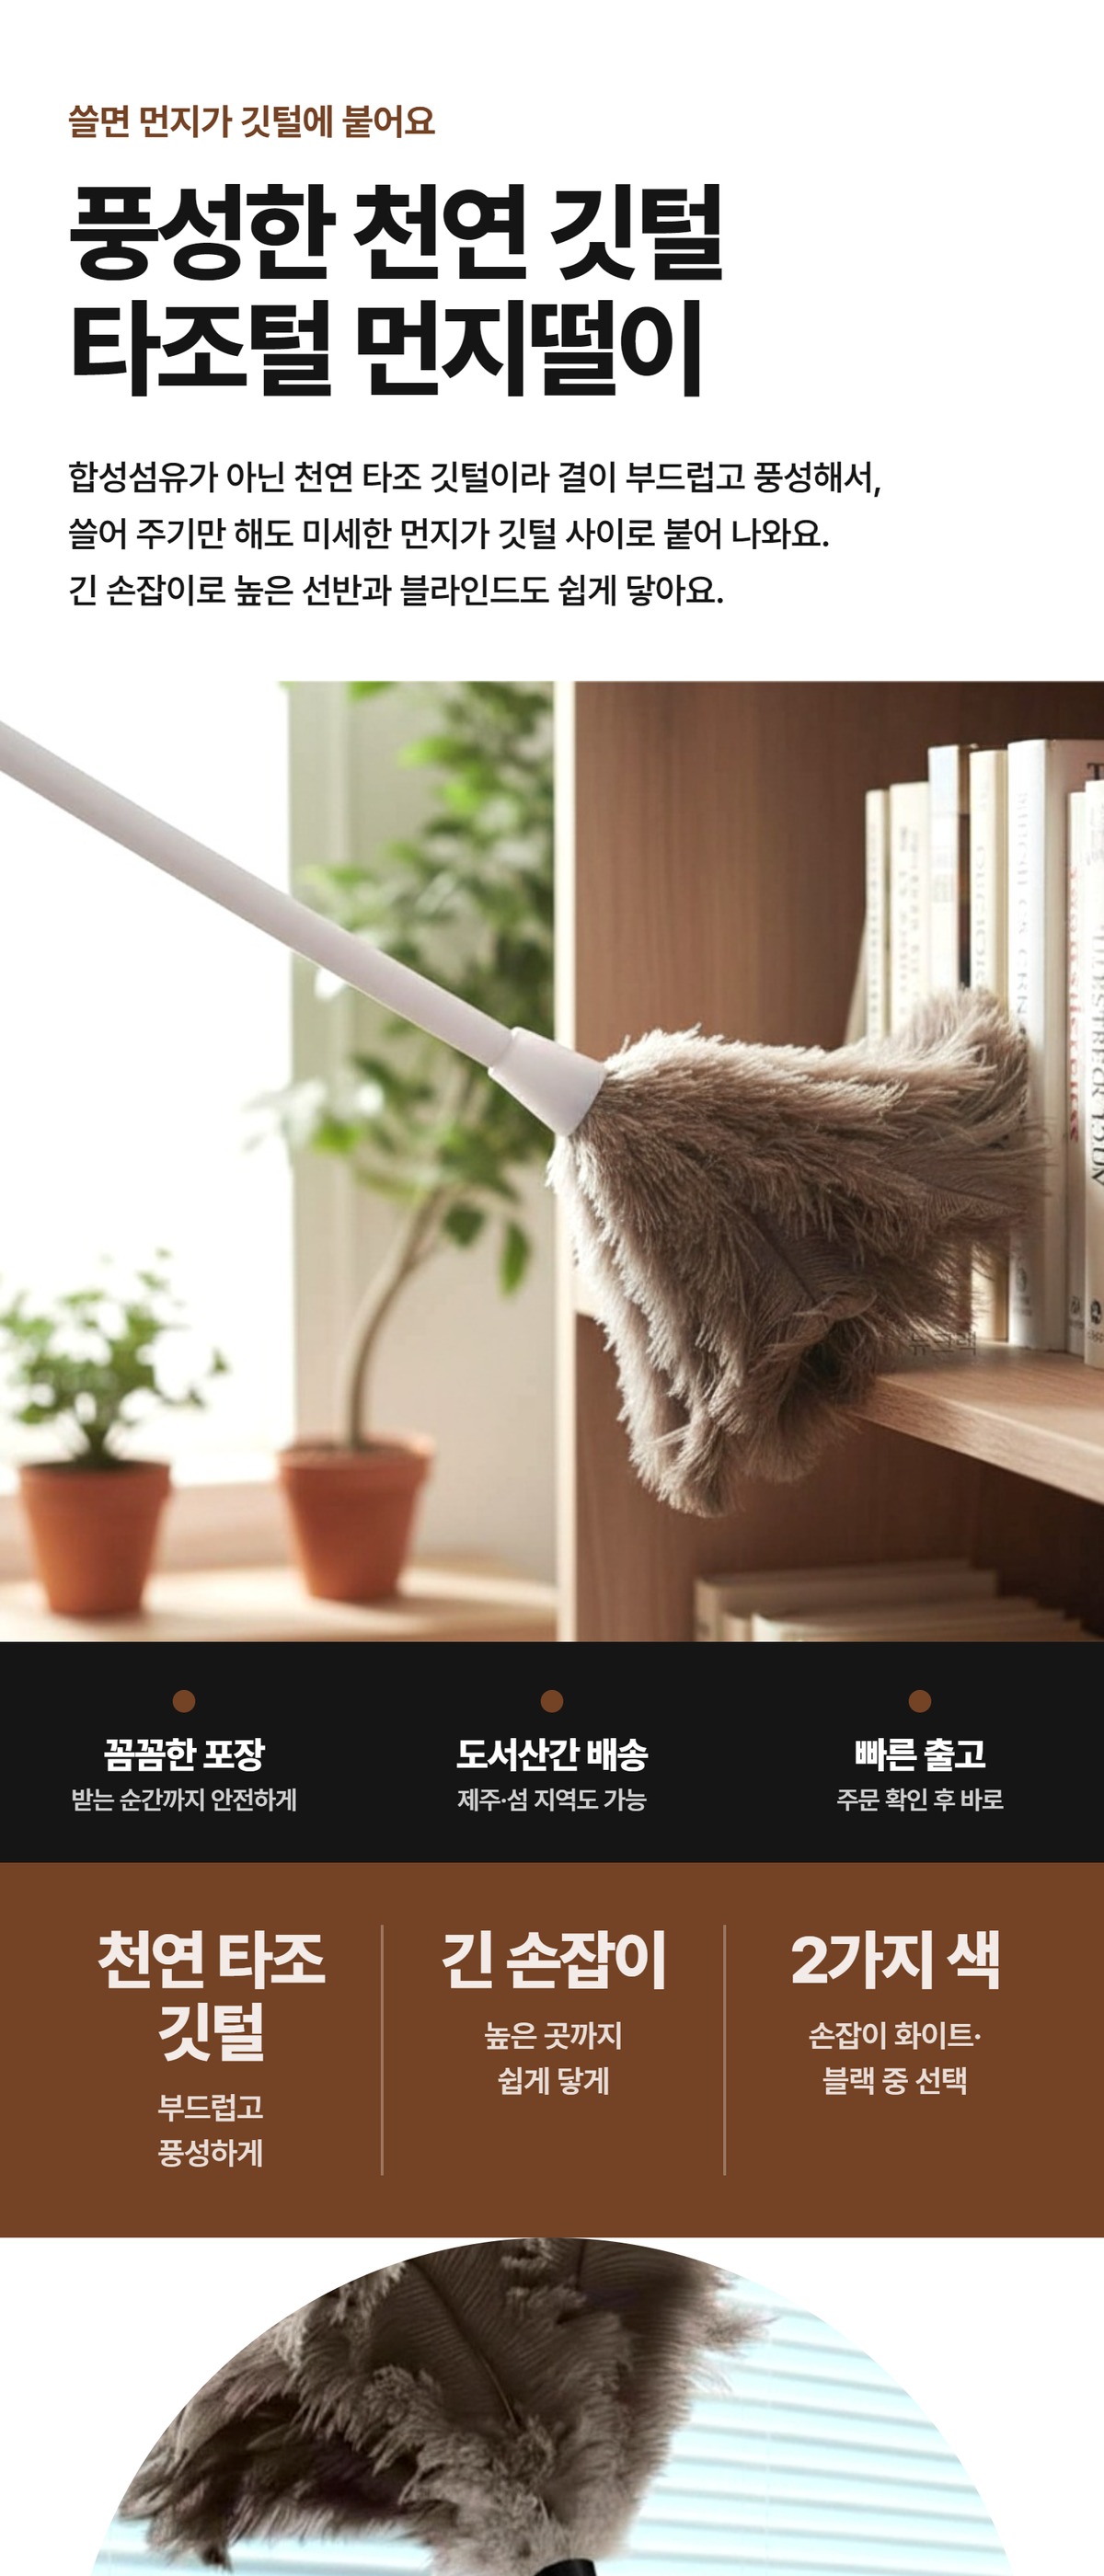 쓸면 먼지가 깃털에 붙어요
풍성한 천연 깃털
타조털 먼지떨이
합성섬유가 아닌 천연 타조 깃털이라 결이 부드럽고 풍성해서,
쓸어 주기만 해도 미세한 먼지가 깃털 사이로 붙어 나와요.
긴 손잡이로 높은 선반과 블라인드도 쉽게 닿아요.
꼼꼼한 포장
받는 순간까지 안전하게
도서산간 배송
제주·섬 지역도 가능
빠른 출고
주문 확인 후 바로
천연 타조
깃털
부드럽고
풍성하게
긴 손잡이
높은 곳까지
쉽게 닿게
2가지 색
손잡이 화이트·
블랙 중 선택